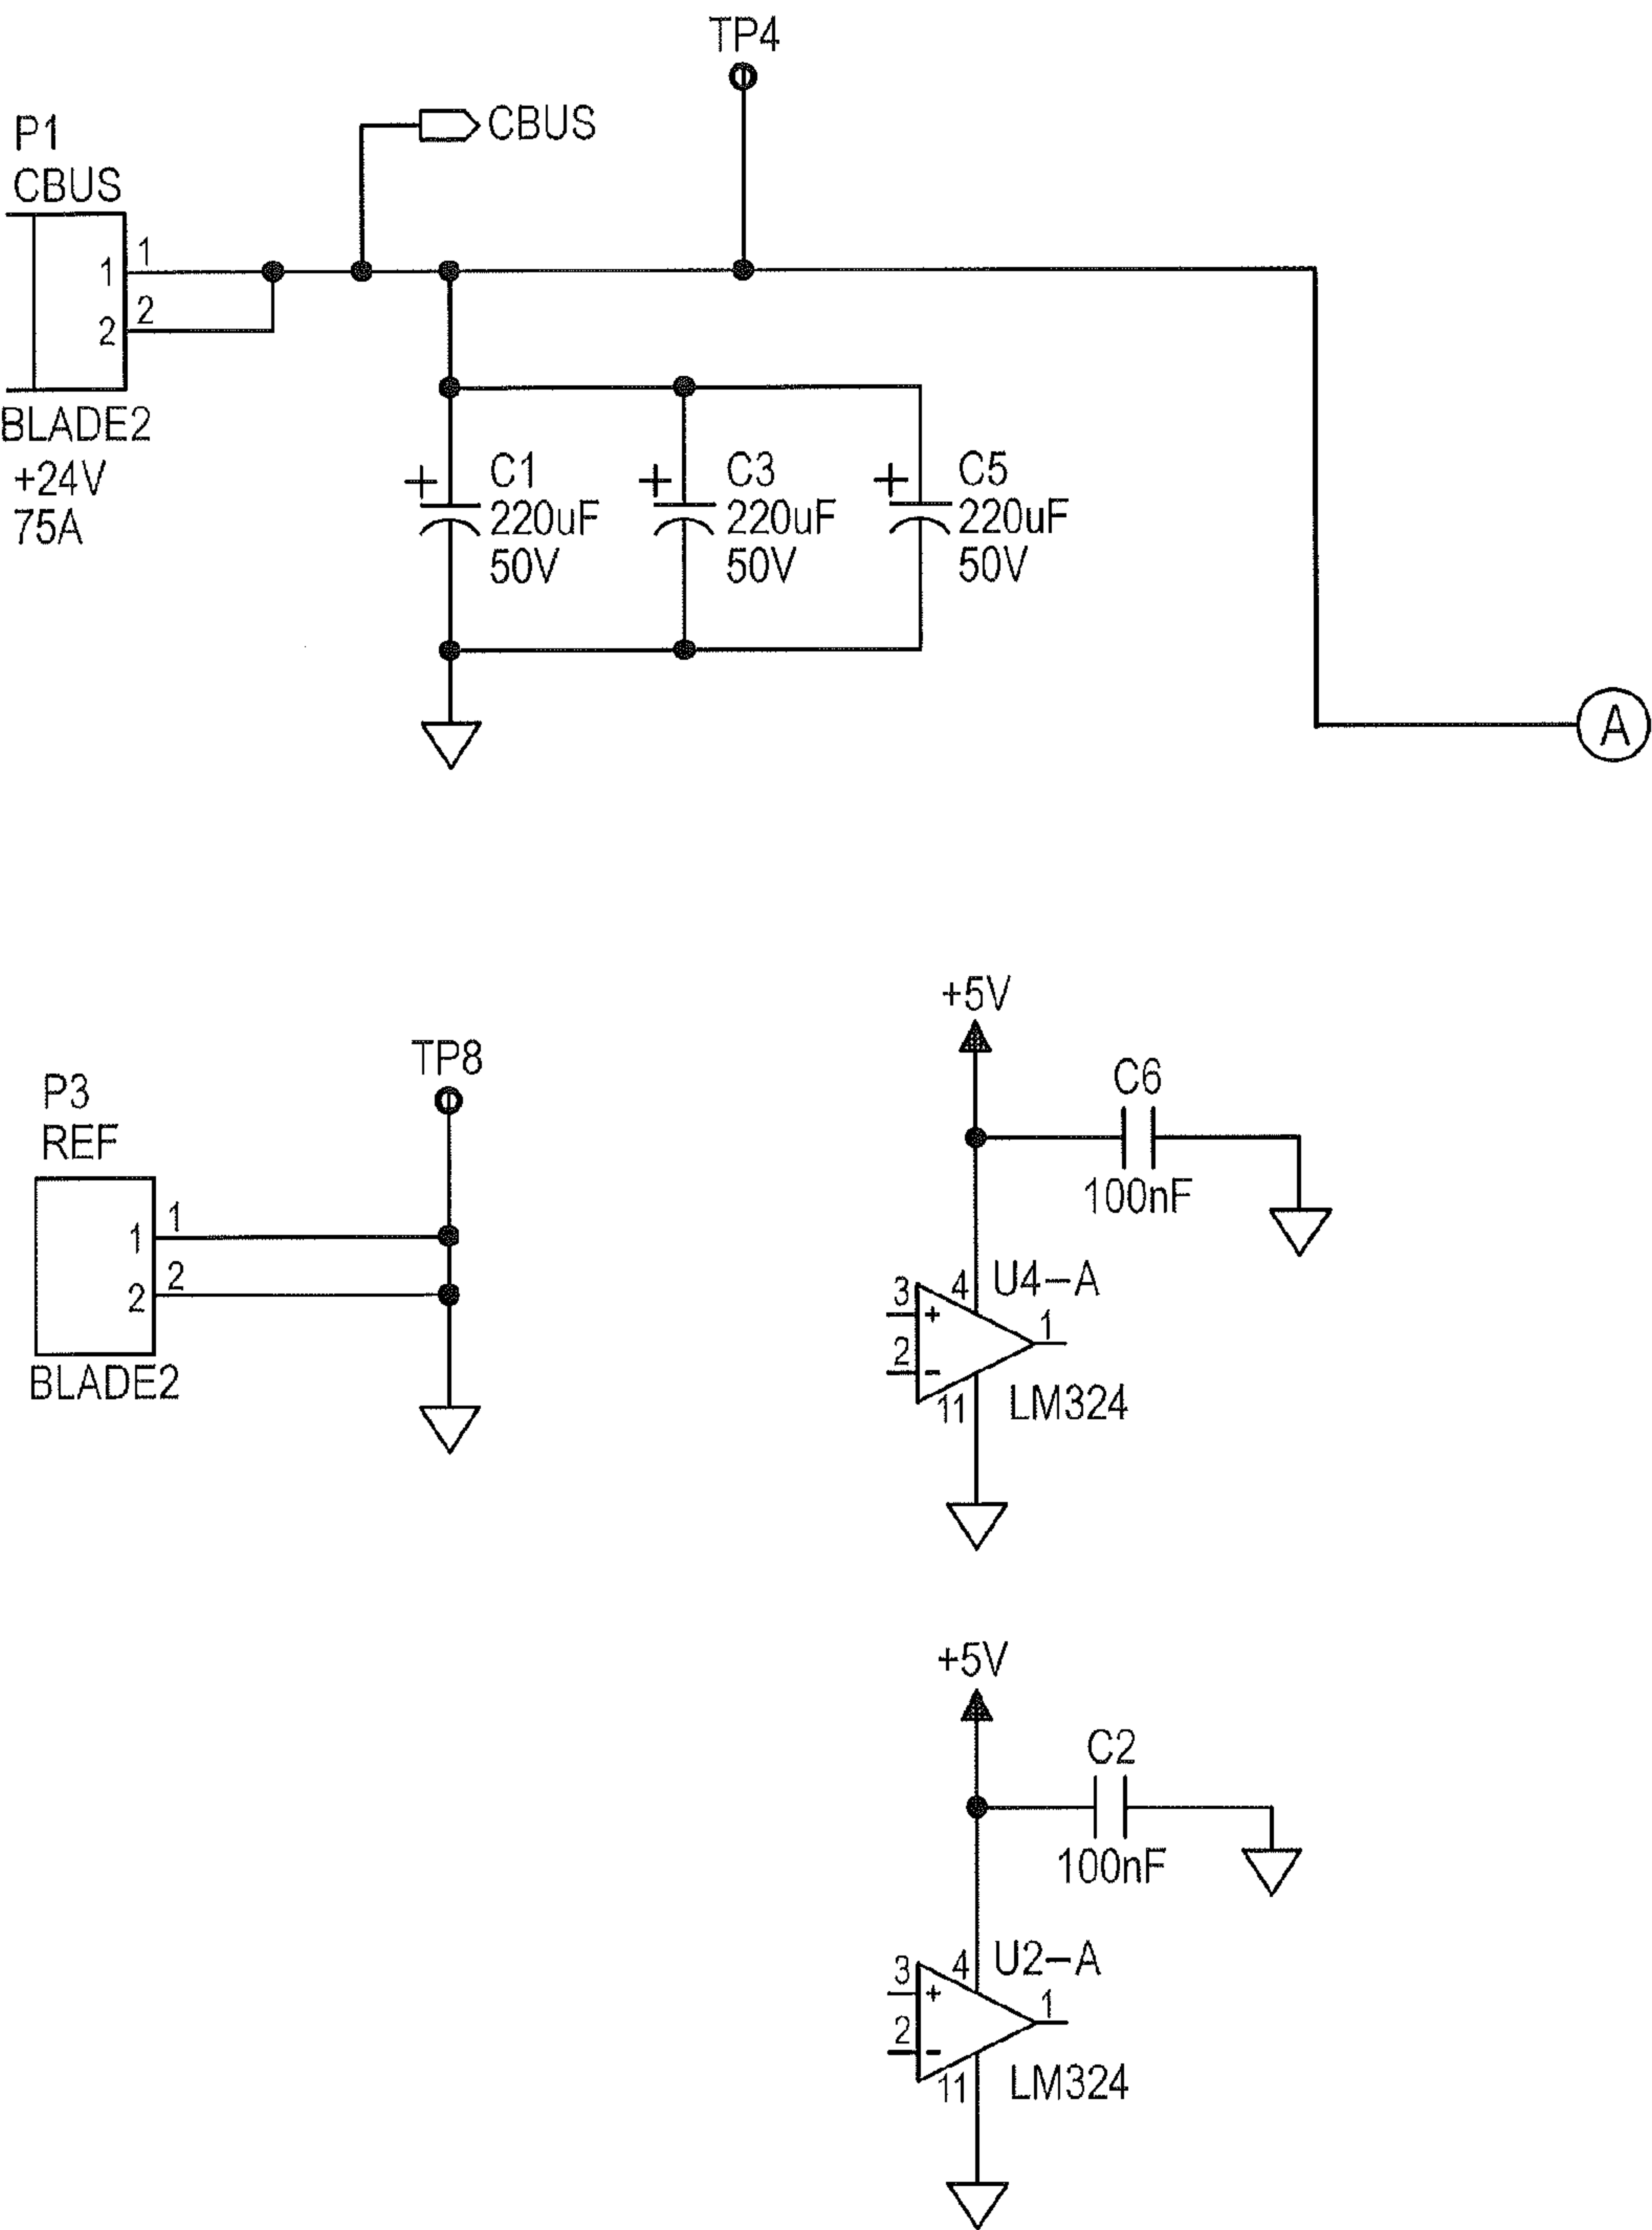 TP4
CBUS
P1
CBUS
1 1
2 2
BLADE2
+24V
75A
+ C1
220uF
50V
+ C3
220uF
50V
+ C5
220uF
50V
A
TP8
P3
REF
1 1
2 2
BLADE2
+5V
C6
100nF
U4-A
3 + 4
2 - 1
11
LM324
+5V
C2
100nF
U2-A
3 + 4
2 - 1
11
LM324